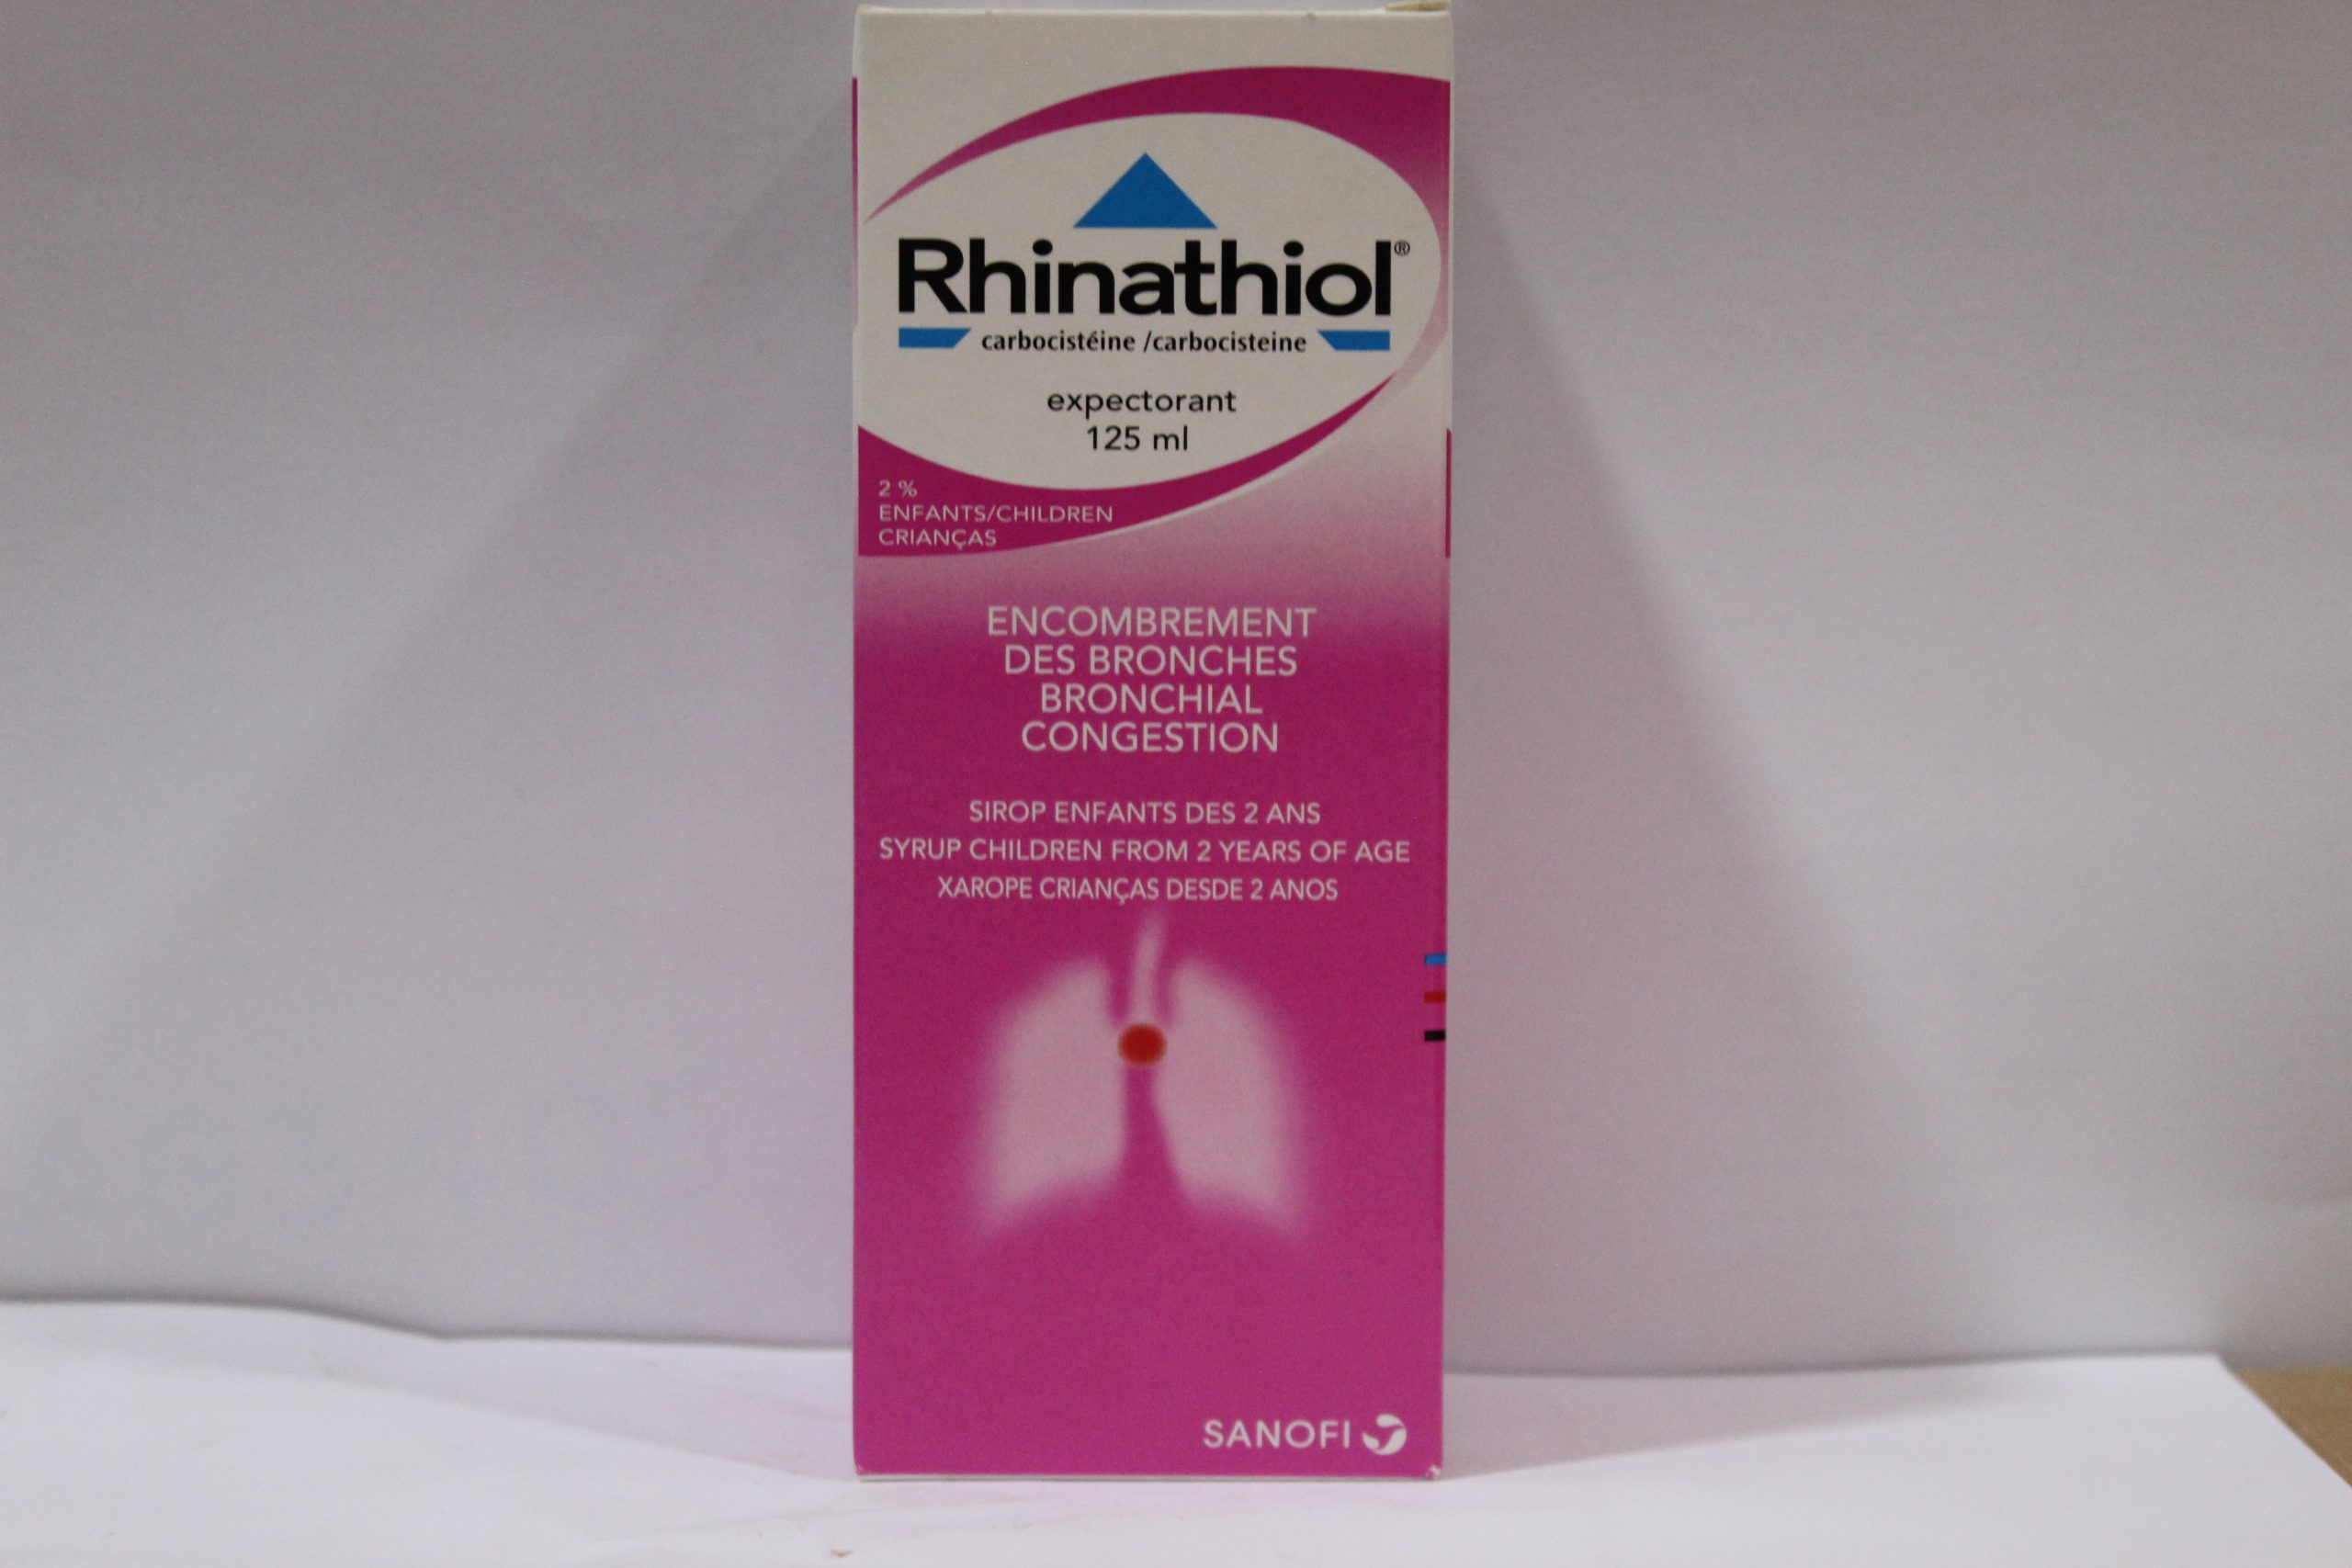 Rhinathiol®
carbocistéine /carbocisteine
expectorant
125 ml
2 %
ENFANTS/CHILDREN
CRIANÇAS
ENCOMBREMENT
DES BRONCHES
BRONCHIAL
CONGESTION
SIROP ENFANTS DES 2 ANS
SYRUP CHILDREN FROM 2 YEARS OF AGE
XAROPE CRIANÇAS DESDE 2 ANOS
SANOFI